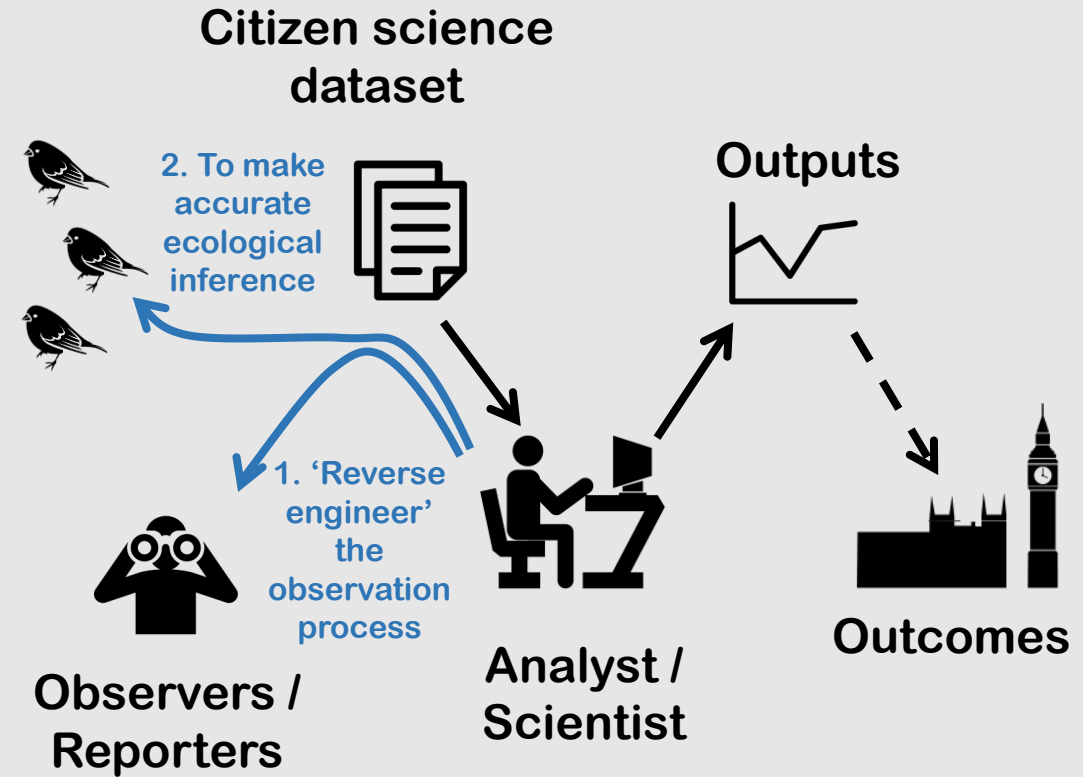 Citizen science
dataset
2. To make
accurate
ecological
inference
Outputs
1. ‘Reverse
engineer’
the
observation
process
Observers /
Reporters
Analyst /
Scientist
Outcomes